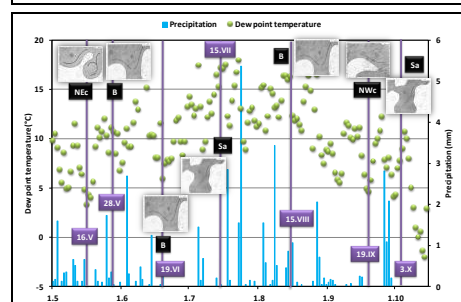 Precipitation Dew point temperature
20
15
10
5
0
-5
Dew point temperature (°C)
6
5
4
3
2
1
0
Precipitation (mm)
1.5 1.6 1.7 1.8 1.9 1.10
NEc
B
15.VII
B
NWc
Sa
Sa
28.V
16.V
B
19.VI
15.VIII
19.IX
3.X